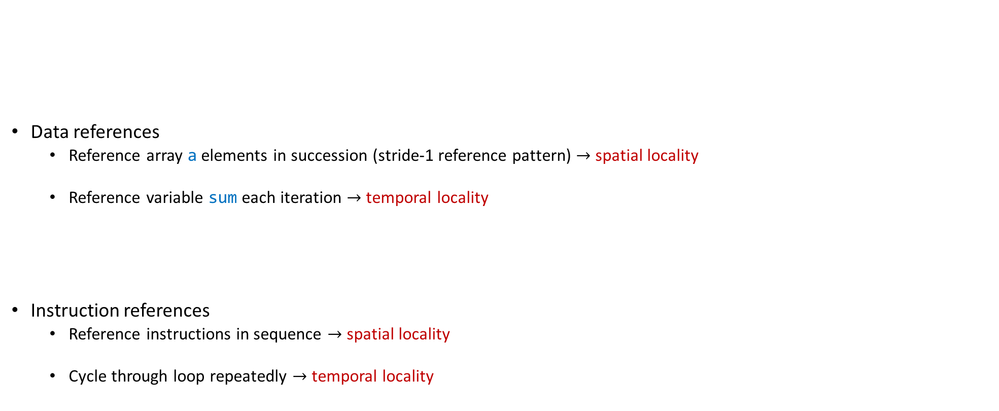 • Data references
• Reference array a elements in succession (stride-1 reference pattern) → spatial locality
• Reference variable sum each iteration → temporal locality
• Instruction references
• Reference instructions in sequence → spatial locality
• Cycle through loop repeatedly → temporal locality